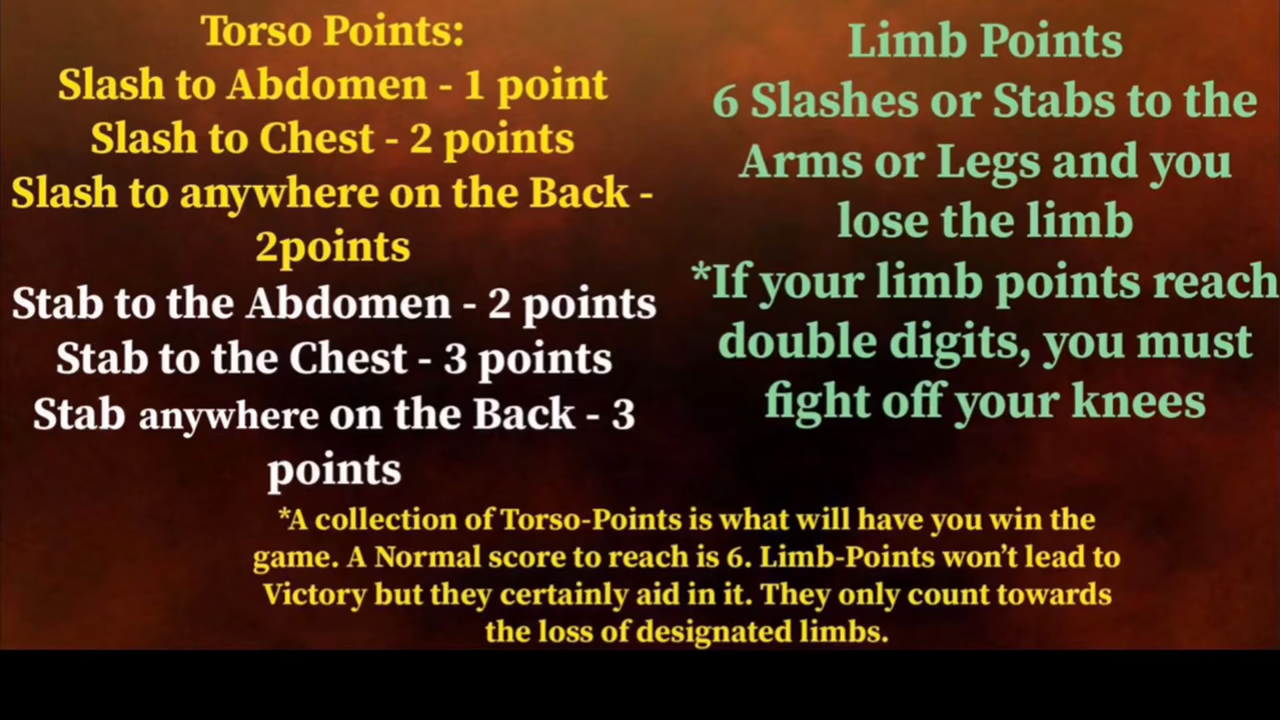 Torso Points:
Slash to Abdomen - 1 point
Slash to Chest - 2 points
Slash to anywhere on the Back -
2points
Stab to the Abdomen - 2 points
Stab to the Chest - 3 points
Stab anywhere on the Back - 3
points
Limb Points
6 Slashes or Stabs to the
Arms or Legs and you
lose the limb
*If your limb points reach
double digits, you must
fight off your knees
*A collection of Torso-Points is what will have you win the
game. A Normal score to reach is 6. Limb-Points won’t lead to
Victory but they certainly aid in it. They only count towards
the loss of designated limbs.